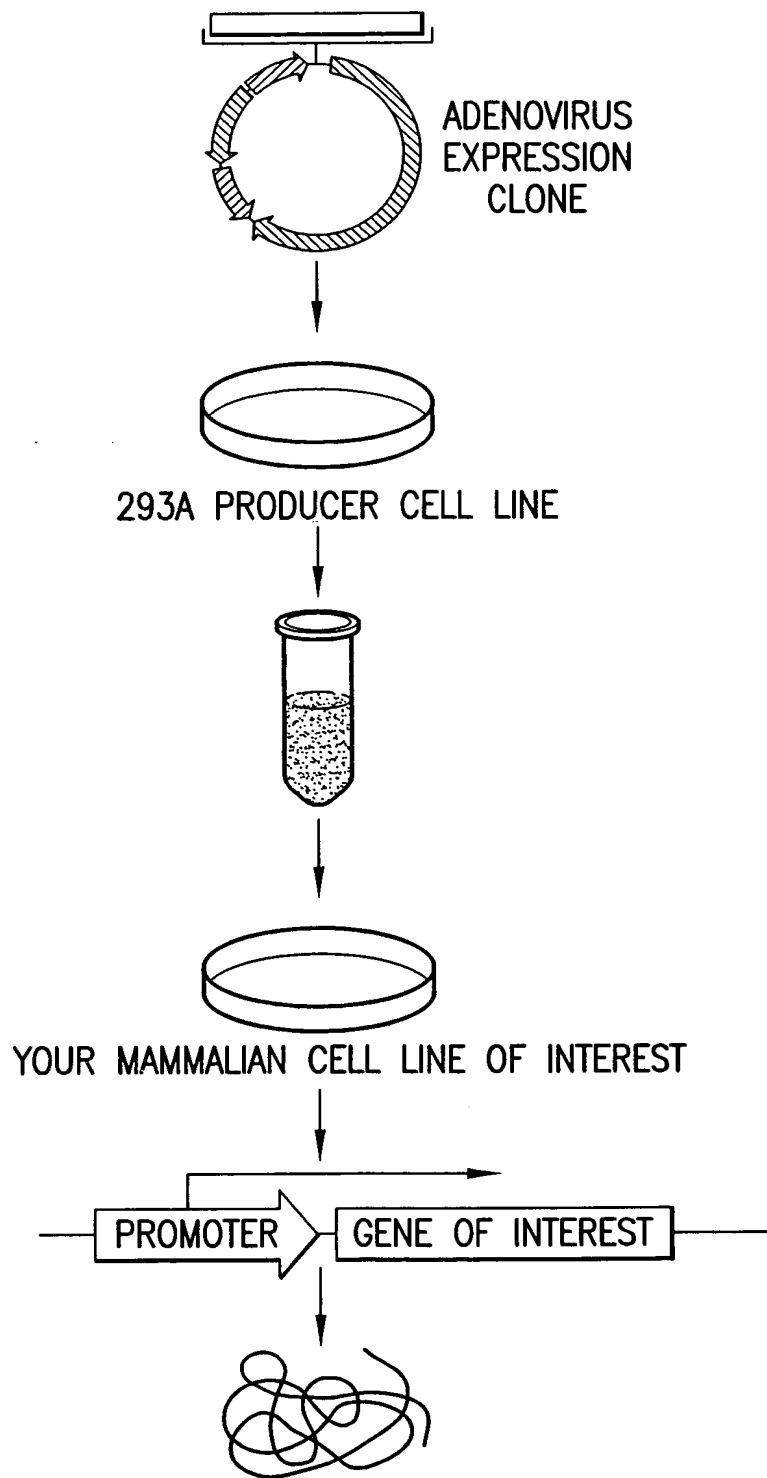 ADENOVIRUS
EXPRESSION
CLONE
293A PRODUCER CELL LINE
YOUR MAMMALIAN CELL LINE OF INTEREST
PROMOTER GENE OF INTEREST